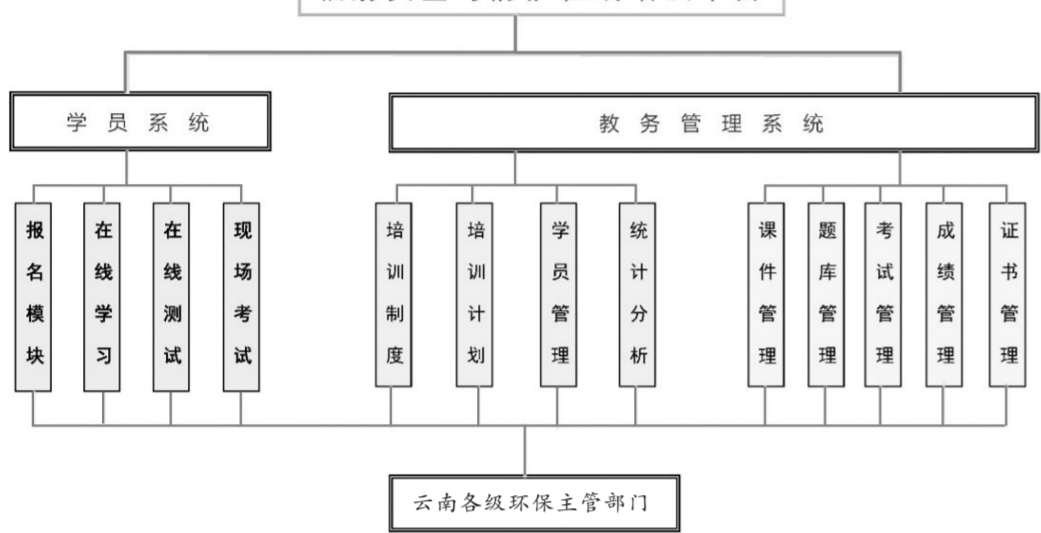 学员系统
教务管理系统
报名模块
在线学习
在线测试
现场考试
培训制度
培训计划
学员管理
统计分析
课件管理
题库管理
考试管理
成绩管理
证书管理
云南各级环保主管部门